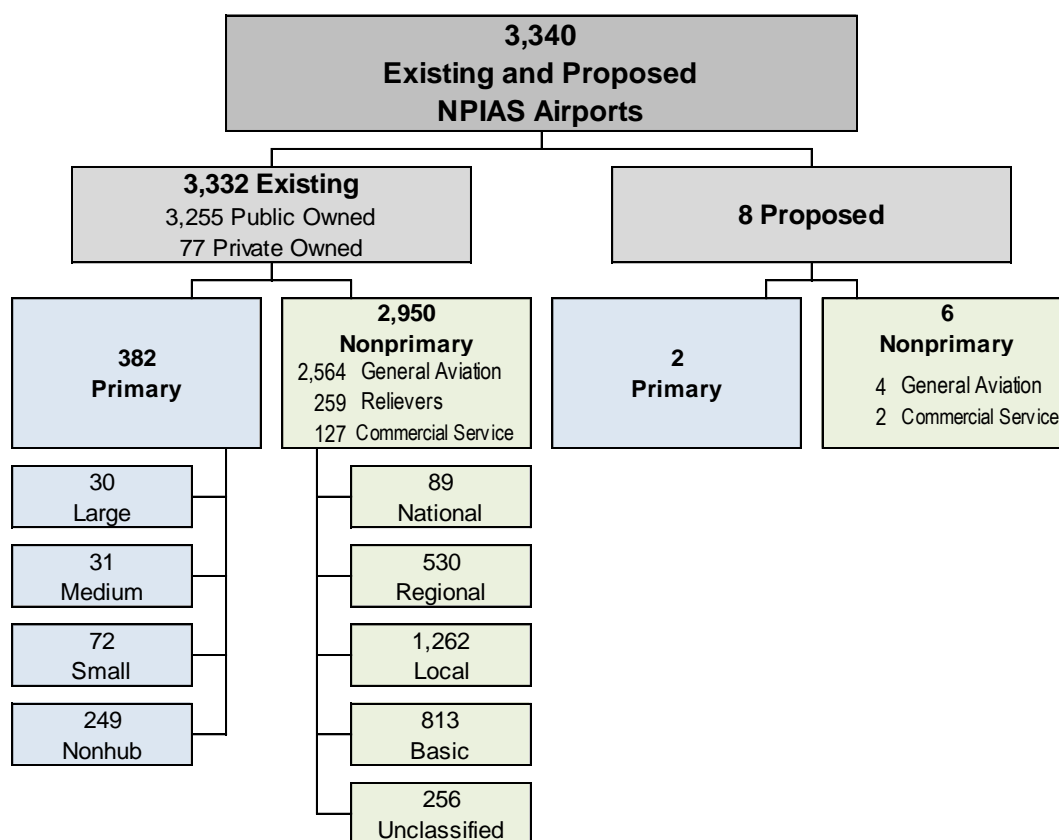 3,340
Existing and Proposed
NPIAS Airports
3,332 Existing
3,255 Public Owned
77 Private Owned
8 Proposed
382
Primary
2,950
Nonprimary
2,564 General Aviation
259 Relievers
127 Commercial Service
2
Primary
6
Nonprimary
4 General Aviation
2 Commercial Service
30
Large
31
Medium
72
Small
249
Nonhub
89
National
530
Regional
1,262
Local
813
Basic
256
Unclassified